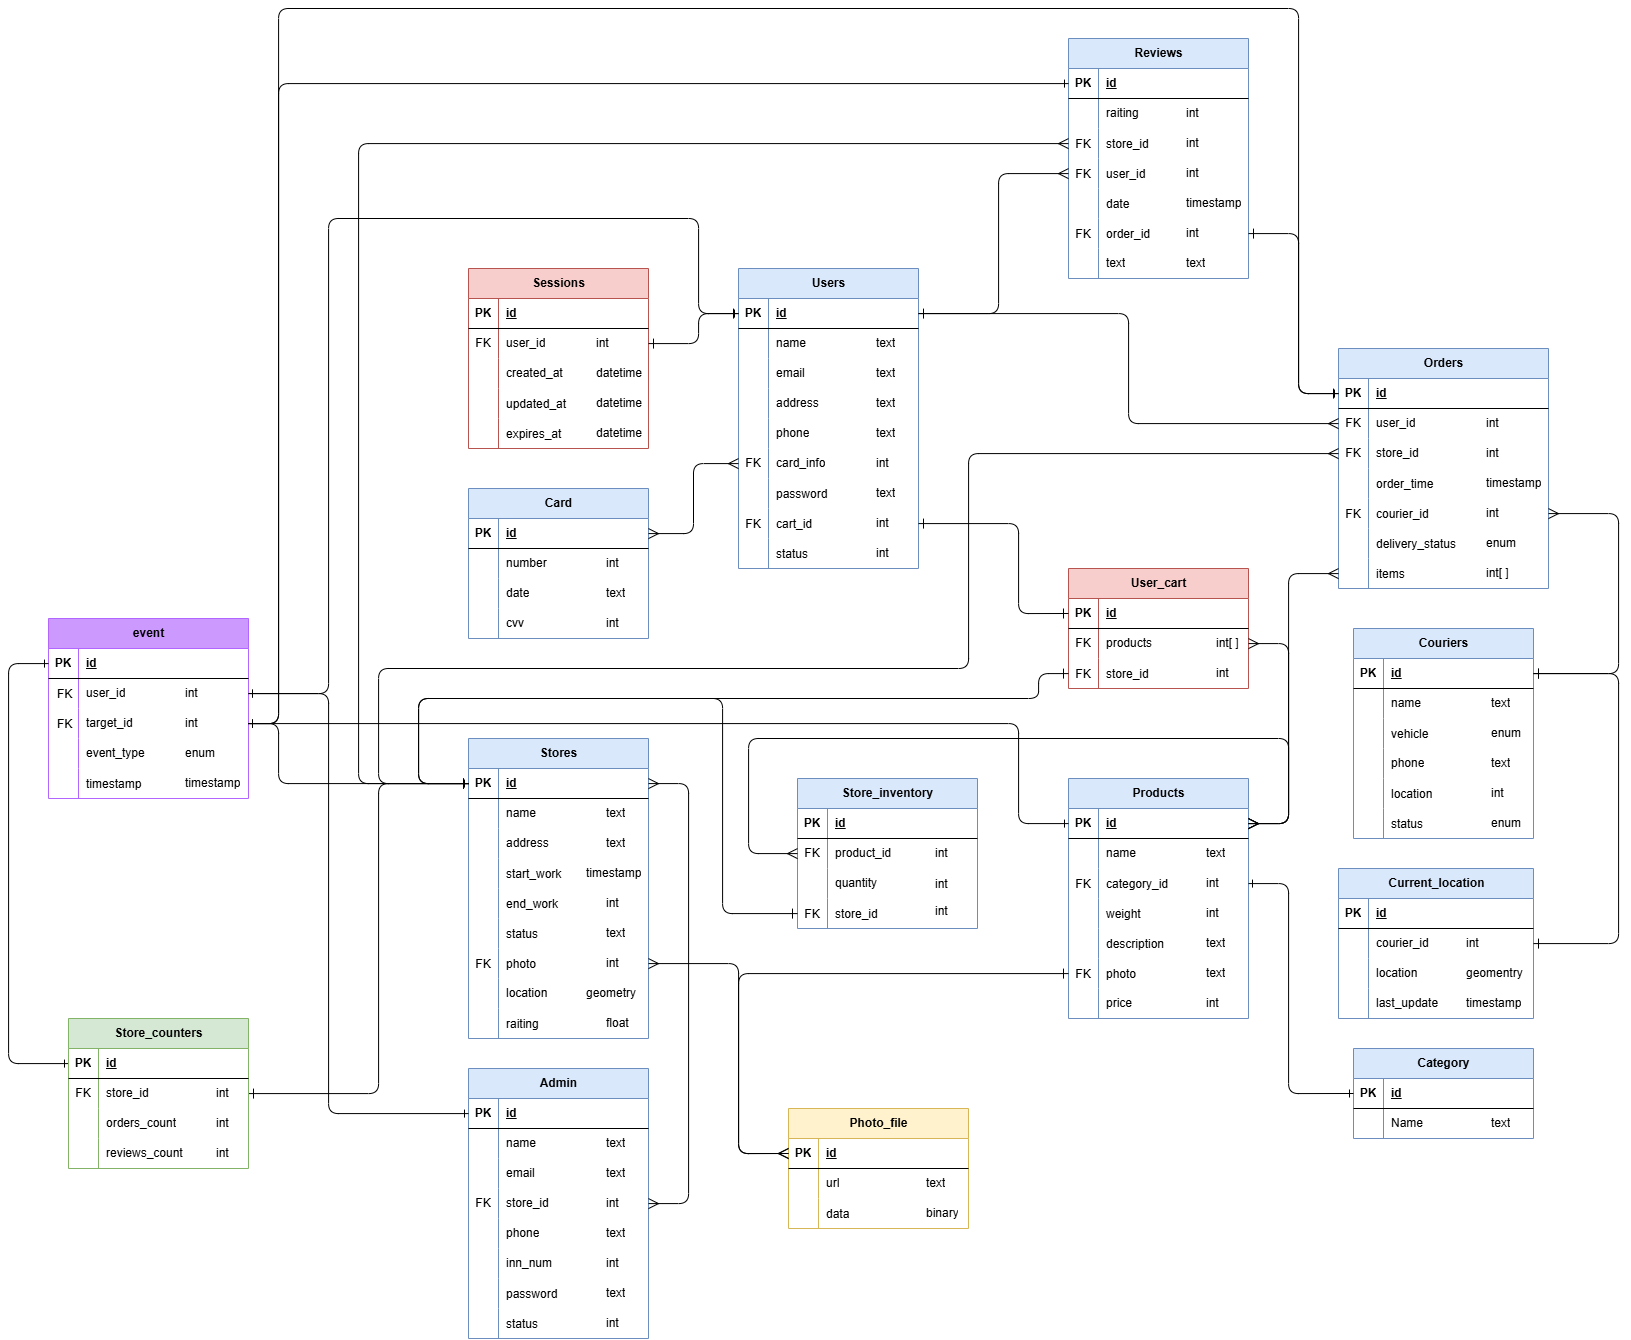 Reviews
PK id
raiting int
FK store_id int
FK user_id int
date timestamp
FK order_id int
text text
Sessions
PK id
FK user_id int
created_at datetime
updated_at datetime
expires_at datetime
Users
PK id
name text
email text
address text
phone text
FK card_info int
password text
FK cart_id int
status int
Orders
PK id
FK user_id int
FK store_id int
order_time timestamp
FK courier_id int
delivery_status enum
items int[ ]
Card
PK id
number int
date text
cvv int
User_cart
PK id
FK products int[ ]
FK store_id int
event
PK id
FK user_id int
FK target_id int
event_type enum
timestamp timestamp
Couriers
PK id
name text
vehicle enum
phone text
location int
status enum
Stores
PK id
name text
address text
start_work timestamp
end_work int
status text
FK photo int
location geometry
raiting float
Store_inventory
PK id
FK product_id int
quantity int
FK store_id int
Products
PK id
name text
FK category_id int
weight int
description text
FK photo text
price int
Current_location
PK id
courier_id int
location geomentry
last_update timestamp
Store_counters
PK id
FK store_id int
orders_count int
reviews_count int
Admin
PK id
name text
email text
FK store_id int
phone text
inn_num int
password text
status int
Photo_file
PK id
url text
data binary
Category
PK id
Name text